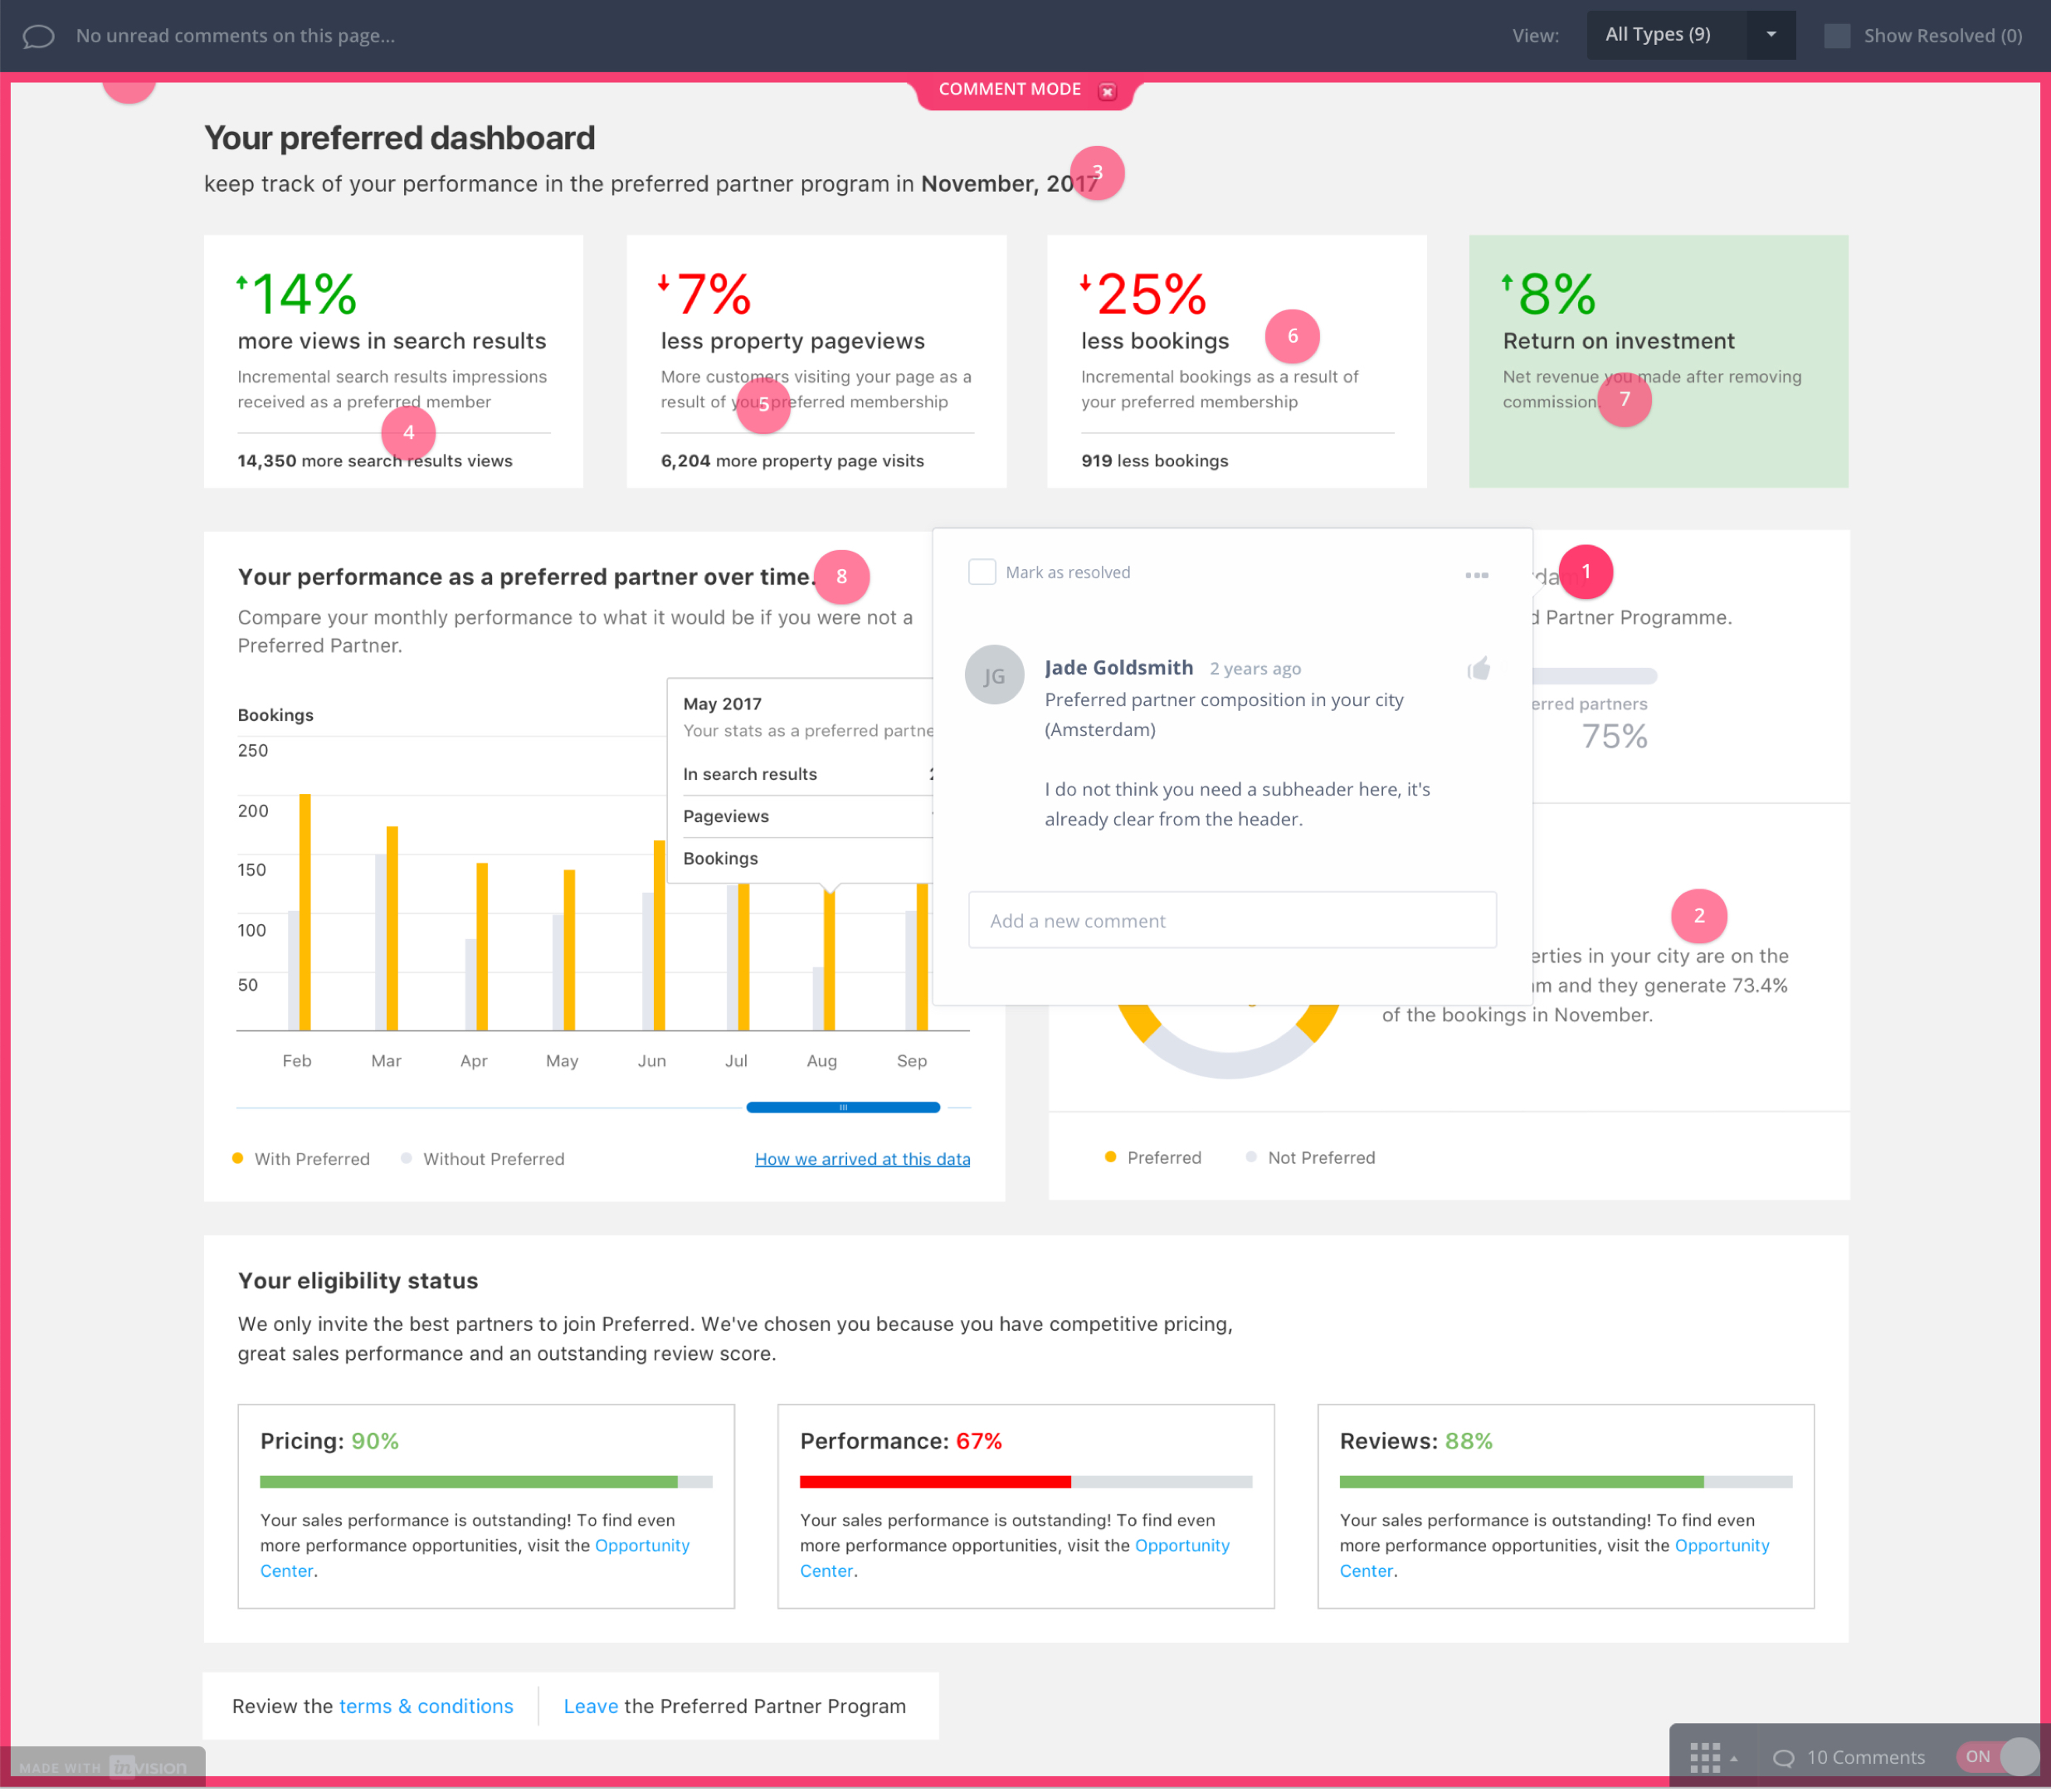 No unread comments on this page...
View:
All Types (9)
Show Resolved (0)
COMMENT MODE
Your preferred dashboard
keep track of your performance in the preferred partner program in November, 2017
3
14%
more views in search results
Incremental search results impressions
received as a preferred member
4
14,350 more search results views
7%
less property pageviews
More customers visiting your page as a
result of your preferred membership
5
6,204 more property page visits
25%
less bookings
6
Incremental bookings as a result of
your preferred membership
919 less bookings
8%
Return on investment
Net revenue you made after removing
commission.
7
Your performance as a preferred partner over time.
8
Compare your monthly performance to what it would be if you were not a
Preferred Partner.
Bookings
250
200
150
100
50
May 2017
Your stats as a preferred partne
In search results
Pageviews
Bookings
Feb
Mar
Apr
May
Jun
Jul
Aug
Sep
With Preferred
Without Preferred
How we arrived at this data
Mark as resolved
JG
Jade Goldsmith
2 years ago
Preferred partner composition in your city
(Amsterdam)
I do not think you need a subheader here, it's
already clear from the header.
Add a new comment
1
d Partner Programme.
erred partners
75%
2
erties in your city are on the
m and they generate 73.4%
of the bookings in November.
Preferred
Not Preferred
Your eligibility status
We only invite the best partners to join Preferred. We've chosen you because you have competitive pricing,
great sales performance and an outstanding review score.
Pricing: 90%
Your sales performance is outstanding! To find even
more performance opportunities, visit the Opportunity
Center.
Performance: 67%
Your sales performance is outstanding! To find even
more performance opportunities, visit the Opportunity
Center.
Reviews: 88%
Your sales performance is outstanding! To find even
more performance opportunities, visit the Opportunity
Center.
Review the terms & conditions
Leave the Preferred Partner Program
MADE WITH inVISION
10 Comments
ON